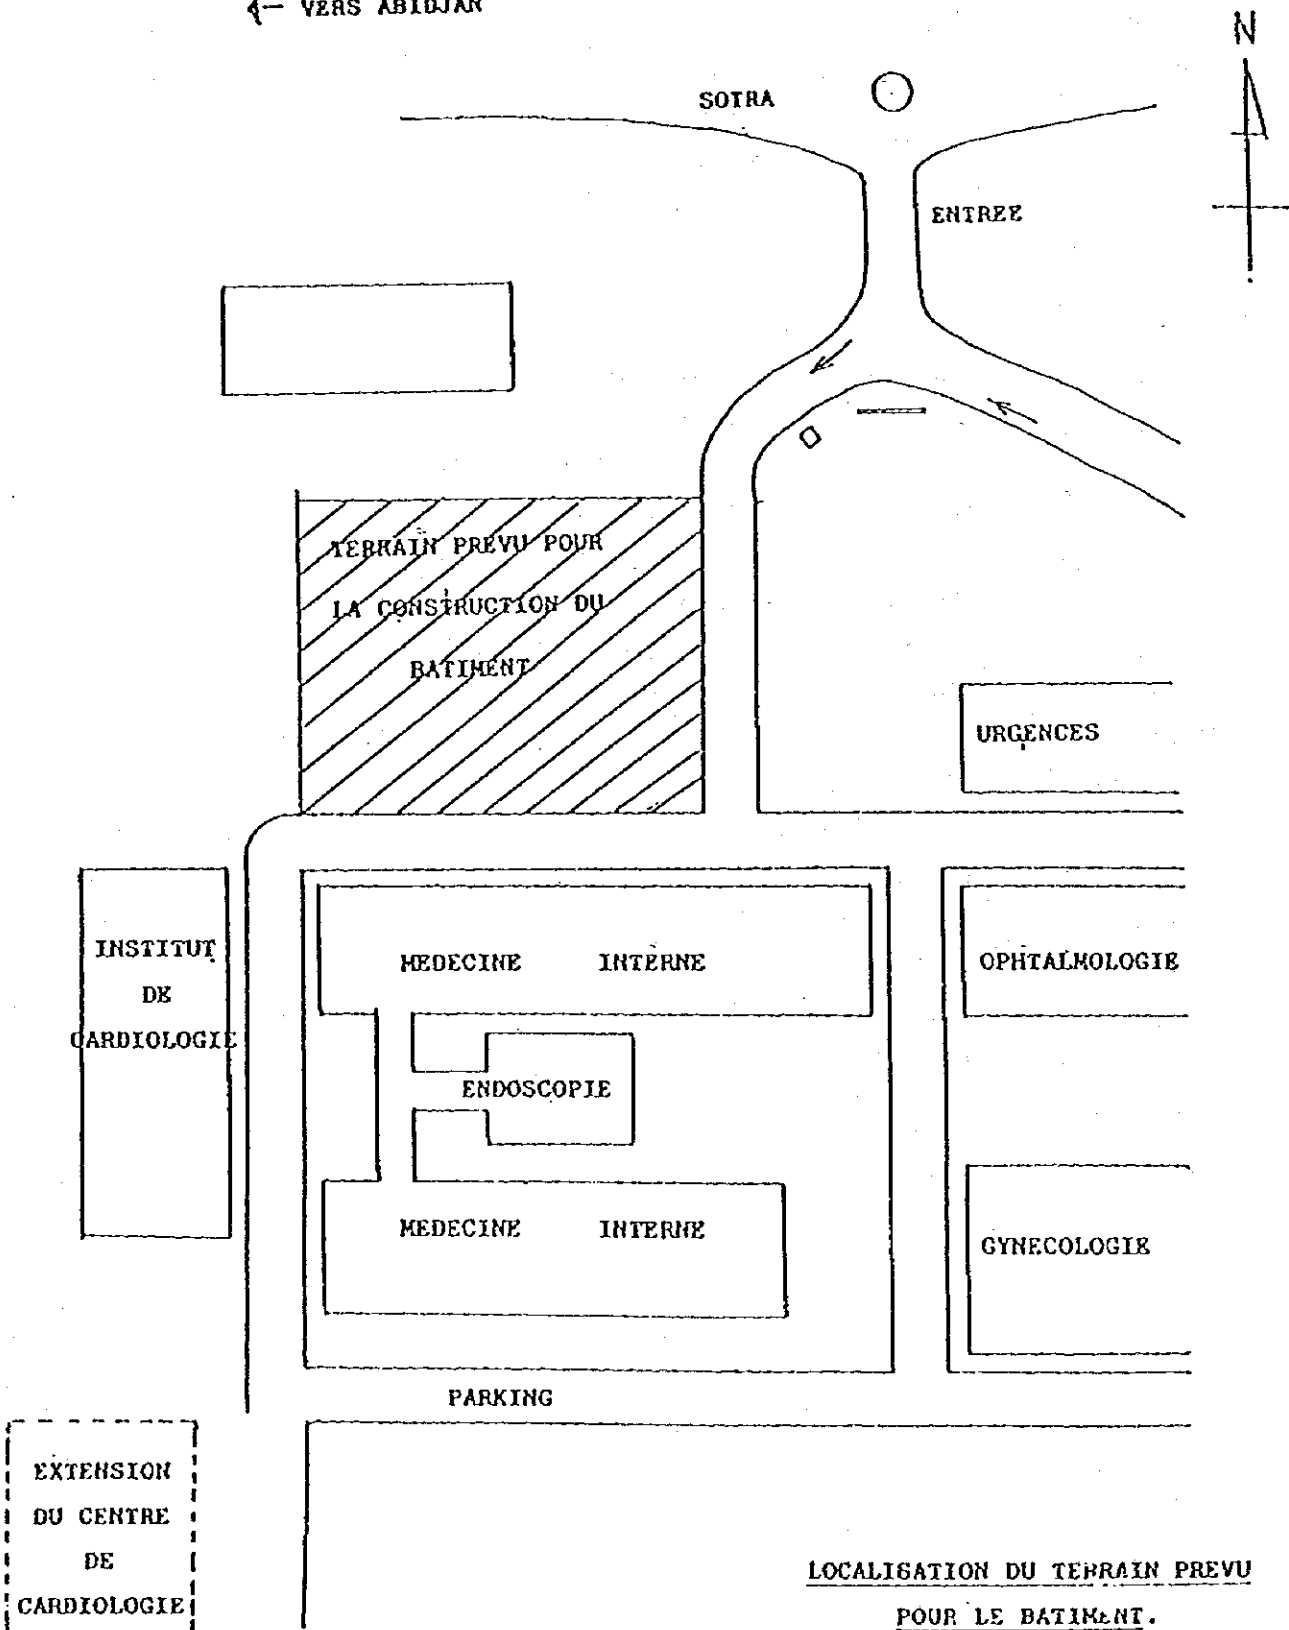 ← VERS ABIDJAN
N
SOTRA
ENTREE
TERRAIN PREVU POUR
LA CONSTRUCTION DU
BATIMENT
URGENCES
INSTITUT
DE
CARDIOLOGIE
MEDECINE INTERNE
OPHTALMOLOGIE
ENDOSCOPIE
MEDECINE INTERNE
GYNECOLOGIE
PARKING
EXTENSION
DU CENTRE
DE
CARDIOLOGIE
LOCALISATION DU TERRAIN PREVU
POUR LE BATIMENT.